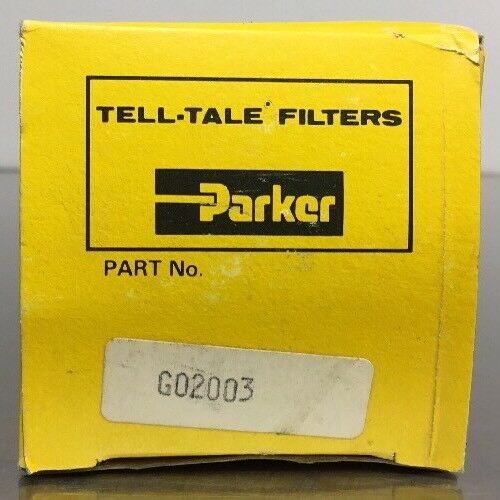 TELL-TALE® FILTERS
Parker
PART No.
G02003